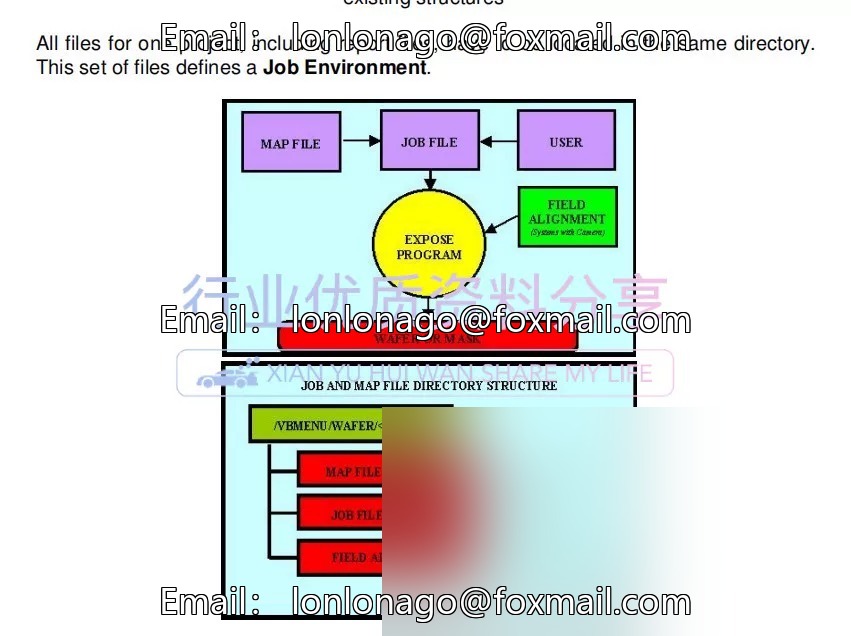 existing structures
Email： lonlonago@foxmail.com
All files for one project, including same directory.
This set of files defines a Job Environment.
MAP FILE
JOB FILE
USER
FIELD
ALIGNMENT
(Systems with Camera)
EXPOSE
PROGRAM
行业优质资料分享
Email： lonlonago@foxmail.com
WAFER OR MASK
XIAN YU HUI WAN SHARE MY LIFE
JOB AND MAP FILE DIRECTORY STRUCTURE
/VBMENU/WAFER/<
MAP FILE
JOB FILE
FIELD
Email： lonlonago@foxmail.com